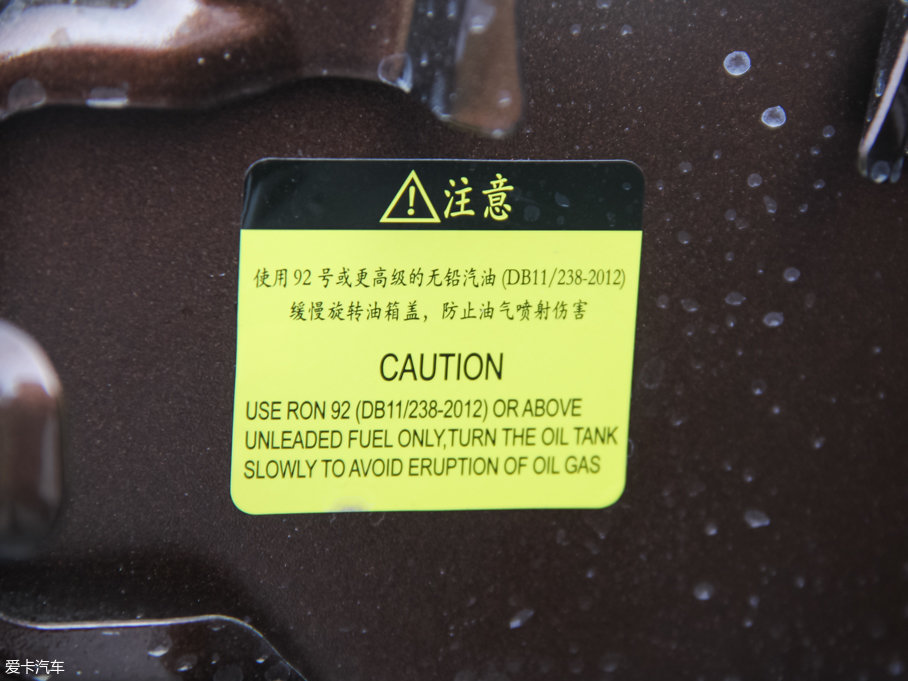 注意
使用 92 号或更高级的无铅汽油 (DB11/238-2012)
缓慢旋转油箱盖，防止油气喷射伤害
CAUTION
USE RON 92 (DB11/238-2012) OR ABOVE
UNLEADED FUEL ONLY,TURN THE OIL TANK
SLOWLY TO AVOID ERUPTION OF OIL GAS
爱卡汽车